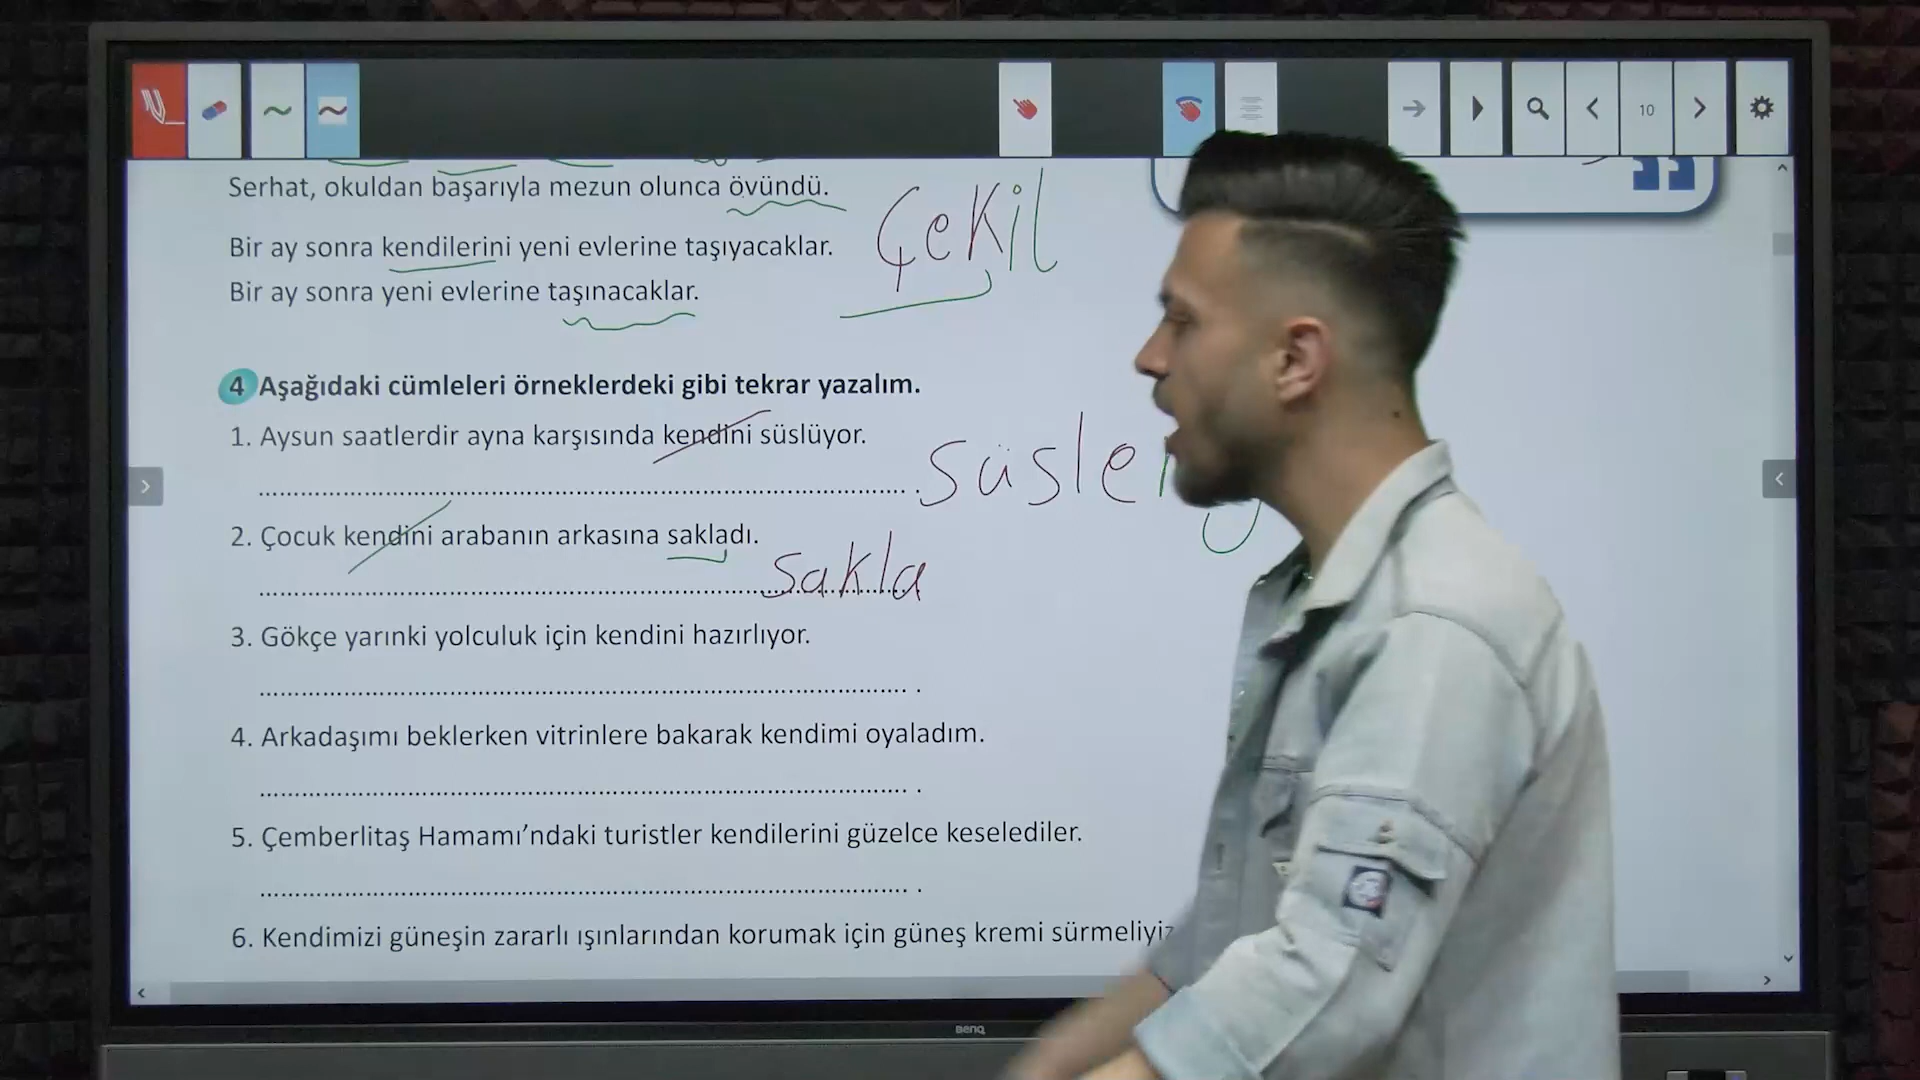 10
Serhat, okuldan başarıyla mezun olunca övündü.
Çekil
Bir ay sonra kendilerini yeni evlerine taşıyacaklar.
Bir ay sonra yeni evlerine taşınacaklar.
4 Aşağıdaki cümleleri örneklerdeki gibi tekrar yazalım.
1. Aysun saatlerdir ayna karşısında kendini süslüyor.
........................................ .
2. Çocuk kendini arabanın arkasına sakladı.
........................................ sakla
3. Gökçe yarınki yolculuk için kendini hazırlıyor.
........................................ .
4. Arkadaşımı beklerken vitrinlere bakarak kendimi oyaladım.
........................................ .
5. Çemberlitaş Hamamı’ndaki turistler kendilerini güzelce keselediler.
........................................ .
6. Kendimizi güneşin zararlı ışınlarından korumak için güneş kremi sürmeliyiz
BenQ